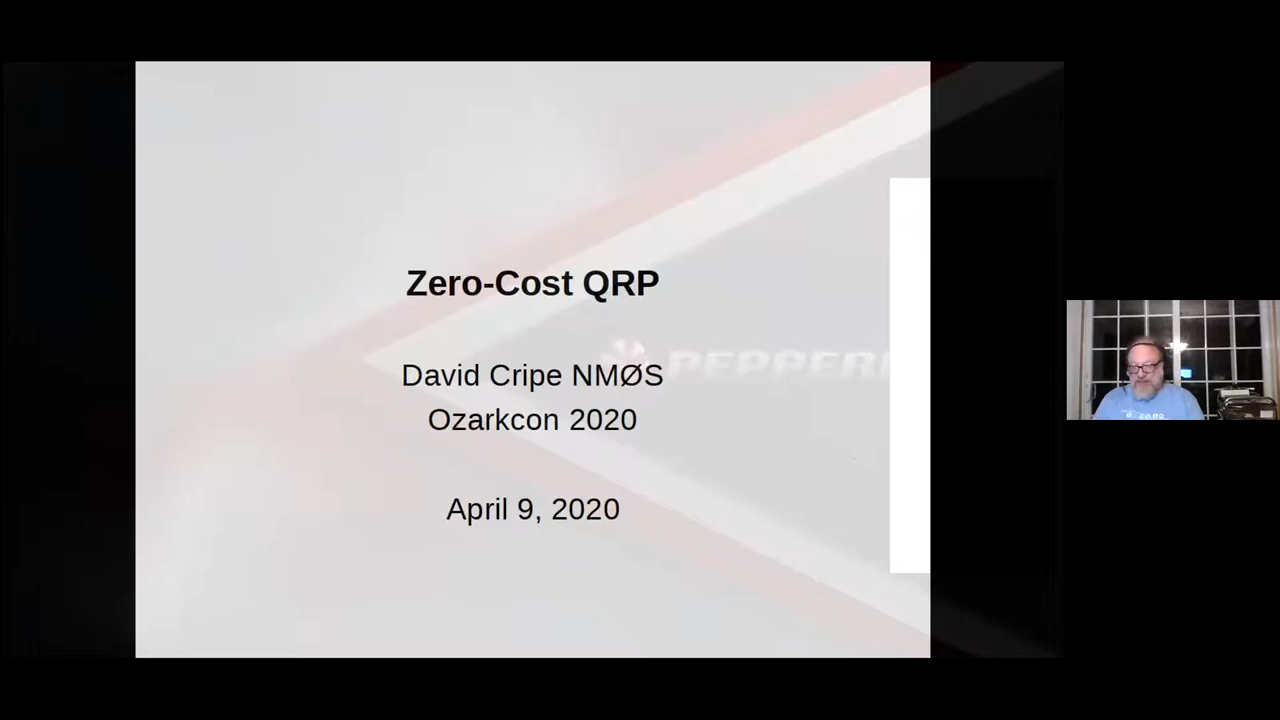 Zero-Cost QRP
David Cripe NMØS
Ozarkcon 2020
April 9, 2020